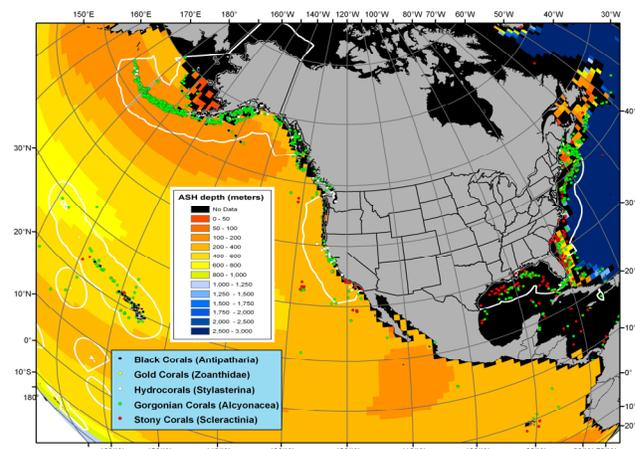 150°E 160°E 170°E 180° 160°W 140°W 120°W 100°W 90°W 80°W 70°W 60°W 50°W 40°W 30°W
30°N
20°N
10°N
0°
10°S
180°
40°
30°
20°
10°
0°
10°
20°
ASH depth (meters)
No Data
0 - 50
50 - 100
100 - 200
200 - 400
400 - 600
600 - 800
800 - 1,000
1,000 - 1,250
1,250 - 1,500
1,500 - 1,750
1,750 - 2,000
2,000 - 2,500
2,500 - 3,000
Black Corals (Antipatharia)
Gold Corals (Zoanthidae)
Hydrocorals (Stylasterina)
Gorgonian Corals (Alcyonacea)
Stony Corals (Scleractinia)